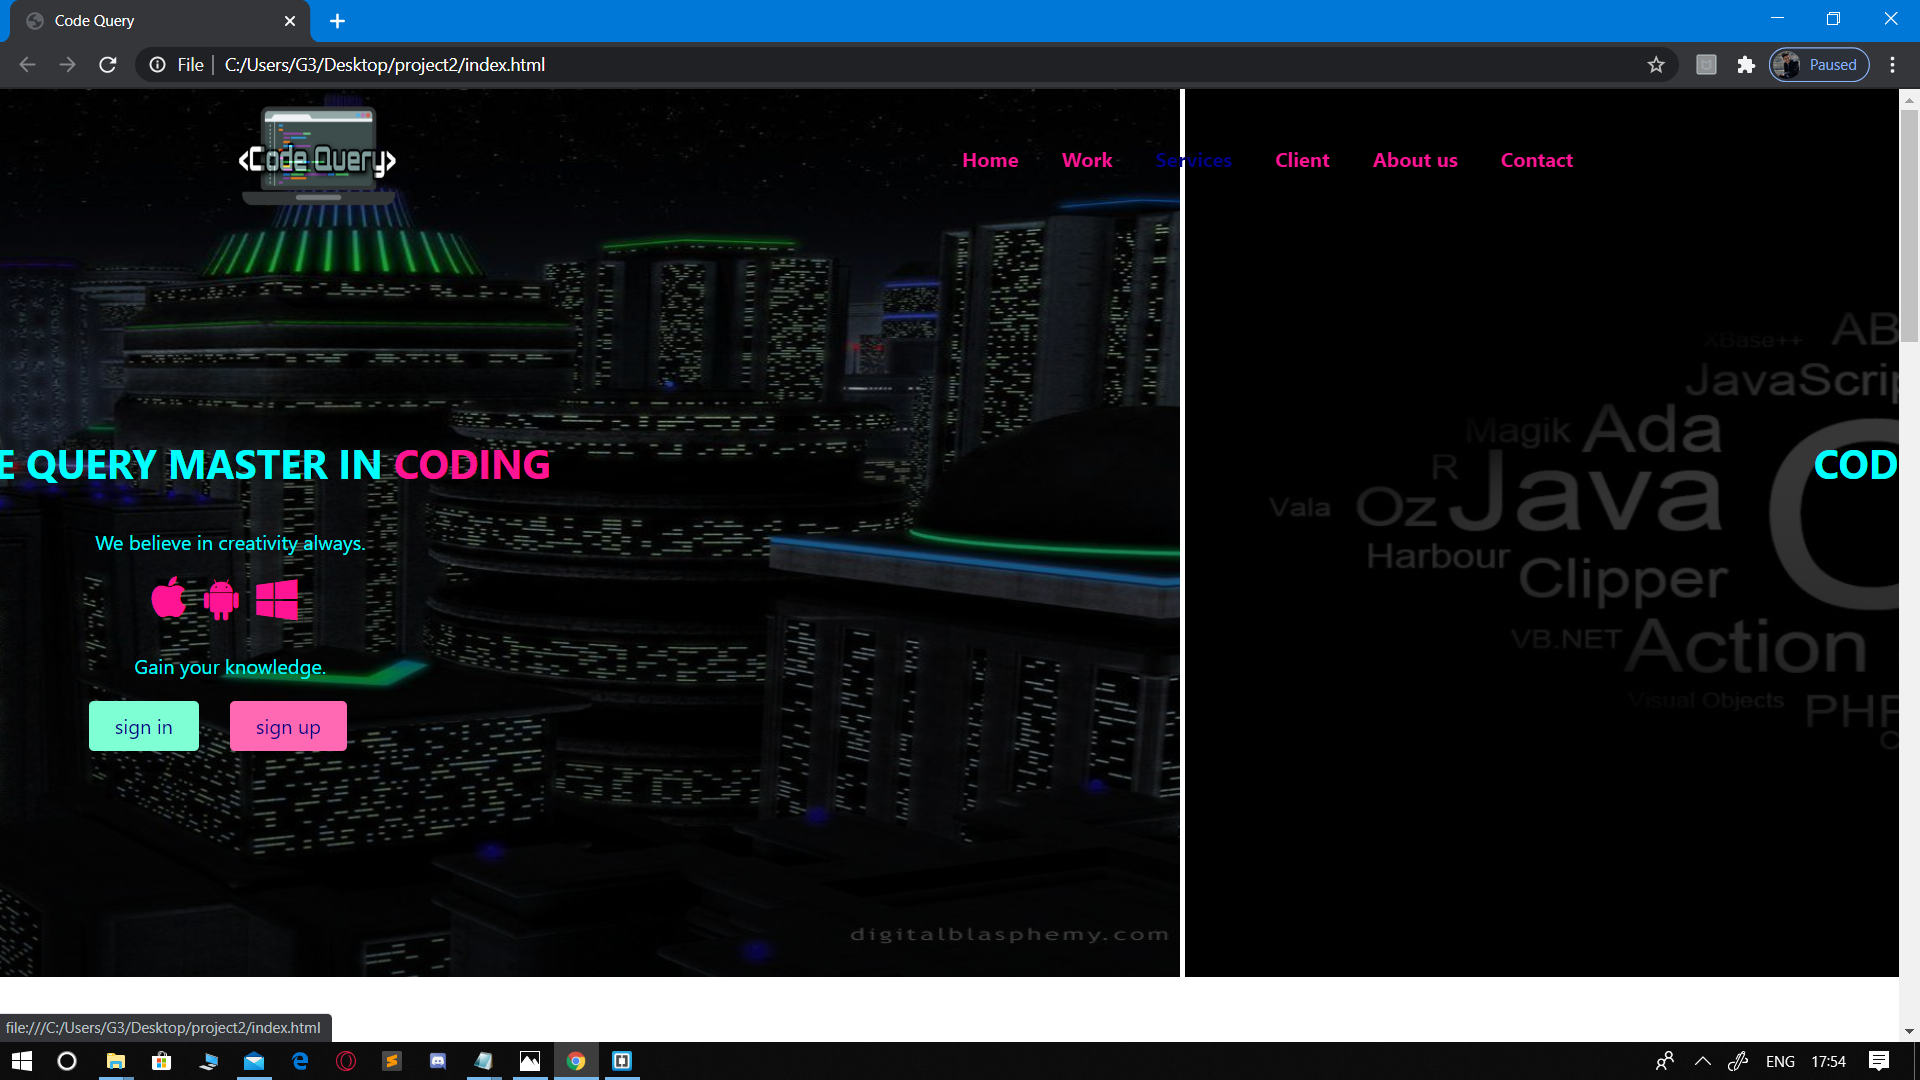 Code Query
File
C:/Users/G3/Desktop/project2/index.html
Paused
<Code Query>
Home Work Services Client About us Contact
XBase++
AB
JavaScrip
Magik
Ada
R
Java
Vala
Oz
C
Harbour
Clipper
VB.NET
Action
Visual Objects
PHP
C
E QUERY MASTER IN CODING
COD
We believe in creativity always.
Gain your knowledge.
sign in
sign up
digitalblasphemy.com
file:///C:/Users/G3/Desktop/project2/index.html
ENG
17:54